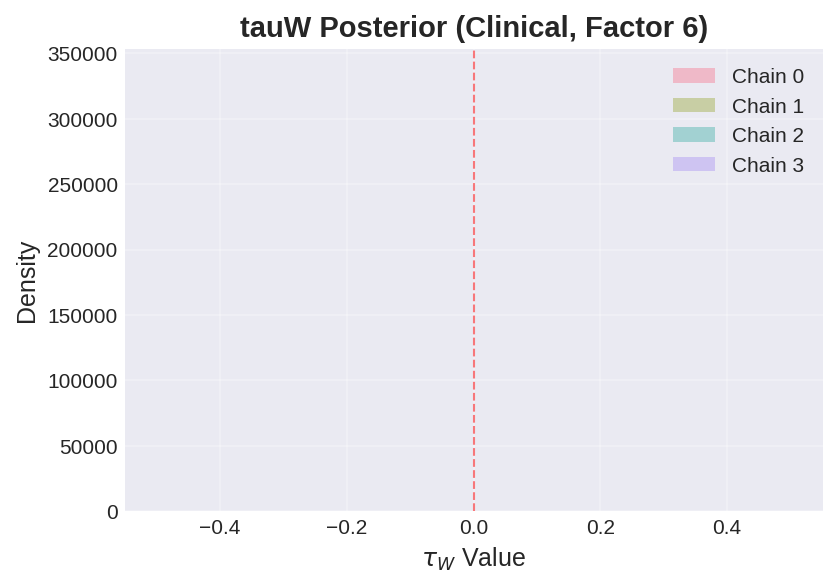 tauW Posterior (Clinical, Factor 6)
350000
300000
250000
200000
150000
100000
50000
0
Density
Chain 0
Chain 1
Chain 2
Chain 3
−0.4
−0.2
0.0
0.2
0.4
τW Value